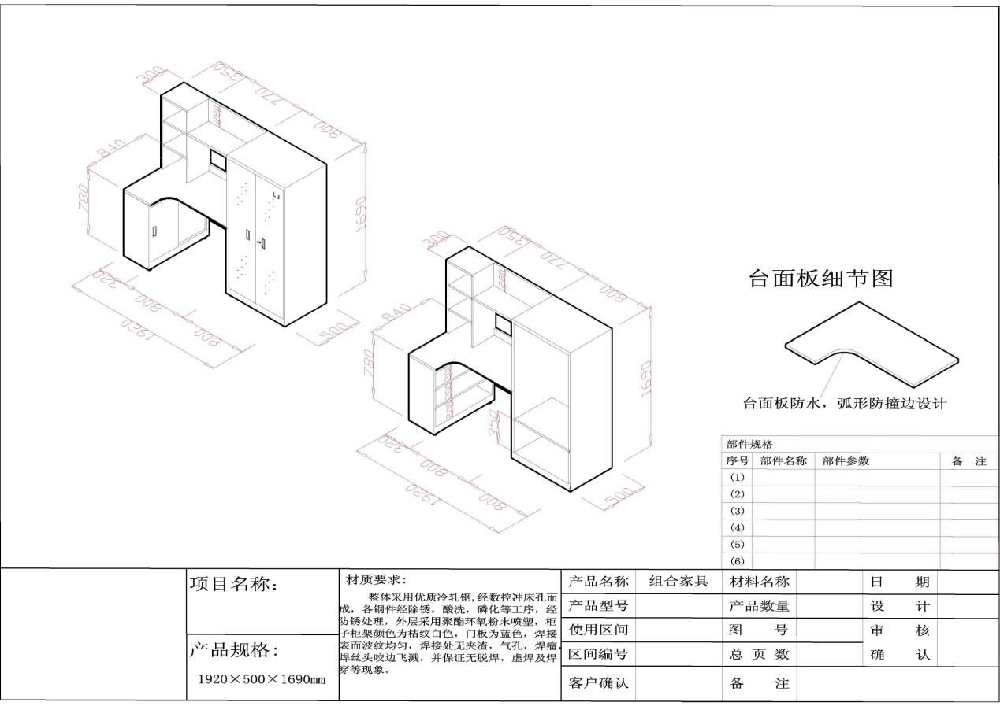 300
350
770
800
280
840
780
1690
320
800
800
1920
500
300
350
770
800
280
840
780
200
200
200
350
1690
320
800
800
1920
500
台面板细节图
台面板防水，弧形防撞边设计
部件规格
序号 部件名称 部件参数 备 注
(1)
(2)
(3)
(4)
(5)
(6)
项目名称：
产品规格：
1920×500×1690mm
材质要求：
整体采用优质冷轧钢,经数控冲床孔而
成，各钢件经除锈，酸洗，磷化等工序，经
防锈处理，外层采用聚酯环氧粉末喷塑，柜
子柜架颜色为桔纹白色，门板为蓝色，焊接
表而波纹均匀，焊接处无夹渣，气孔，焊瘤，
焊丝头咬边飞溅，并保证无脱焊，虚焊及焊
穿等现象。
产品名称 组合家具 材料名称 日 期
产品型号 产品数量 设 计
使用区间 图 号 审 核
区间编号 总 页 数 确 认
客户确认 备 注